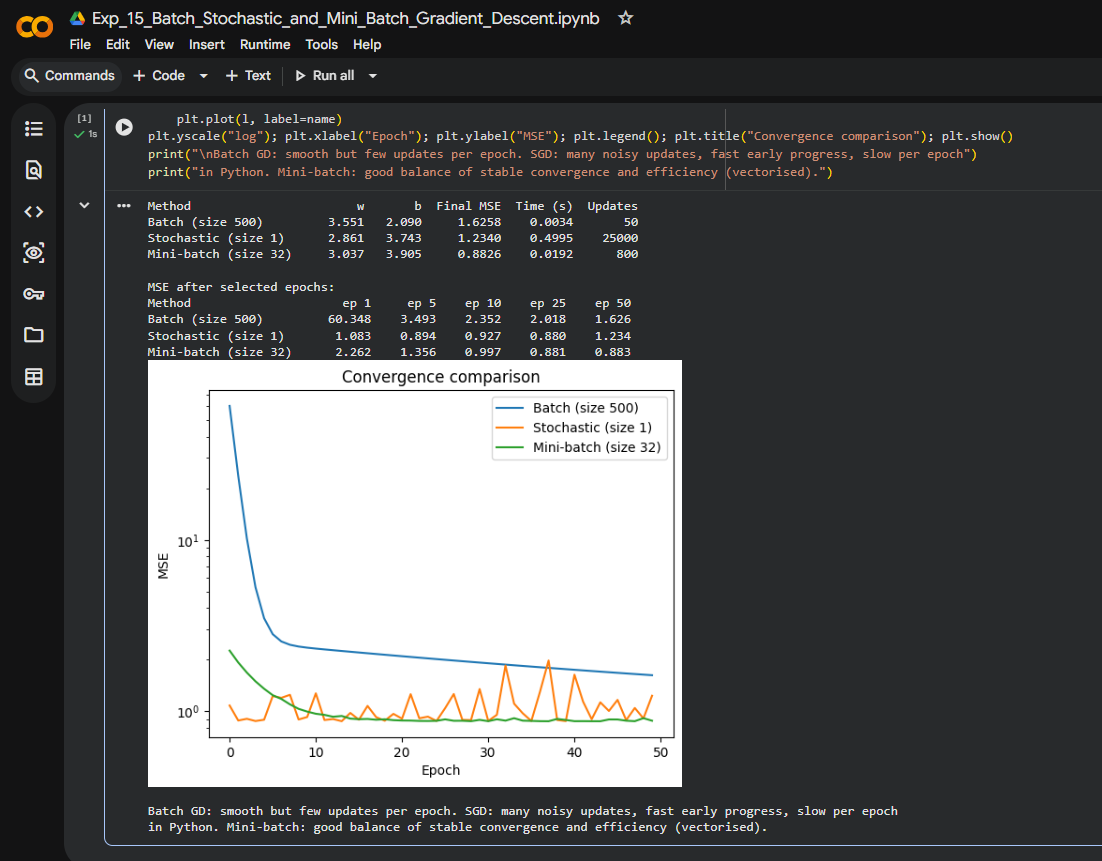 Exp_15_Batch_Stochastic_and_Mini_Batch_Gradient_Descent.ipynb
File Edit View Insert Runtime Tools Help
Commands + Code + Text Run all
[1]
1s
plt.plot(l, label=name)
plt.yscale("log"); plt.xlabel("Epoch"); plt.ylabel("MSE"); plt.legend(); plt.title("Convergence comparison"); plt.show()
print("\nBatch GD: smooth but few updates per epoch. SGD: many noisy updates, fast early progress, slow per epoch")
print("in Python. Mini-batch: good balance of stable convergence and efficiency (vectorised).")
Method w b Final MSE Time (s) Updates
Batch (size 500) 3.551 2.090 1.6258 0.0034 50
Stochastic (size 1) 2.861 3.743 1.2340 0.4995 25000
Mini-batch (size 32) 3.037 3.905 0.8826 0.0192 800
MSE after selected epochs:
Method ep 1 ep 5 ep 10 ep 25 ep 50
Batch (size 500) 60.348 3.493 2.352 2.018 1.626
Stochastic (size 1) 1.083 0.894 0.927 0.880 1.234
Mini-batch (size 32) 2.262 1.356 0.997 0.881 0.883
Convergence comparison
Batch (size 500)
Stochastic (size 1)
Mini-batch (size 32)
10¹
MSE
10⁰
0 10 20 30 40 50
Epoch
Batch GD: smooth but few updates per epoch. SGD: many noisy updates, fast early progress, slow per epoch
in Python. Mini-batch: good balance of stable convergence and efficiency (vectorised).